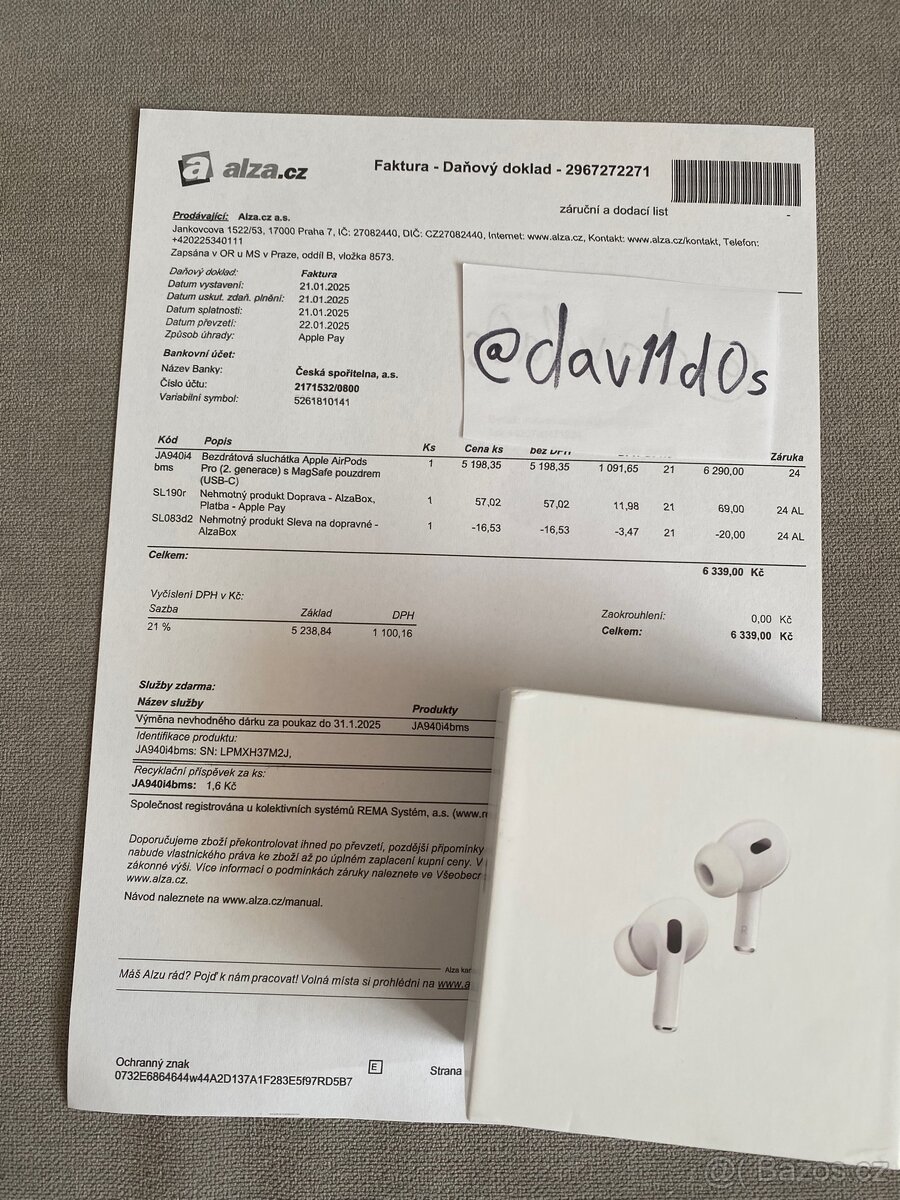 alza.cz
Faktura - Daňový doklad - 2967272271
záruční a dodací list
-
Prodávající: Alza.cz a.s.
Jankovcova 1522/53, 17000 Praha 7, IČ: 27082440, DIČ: CZ27082440, Internet: www.alza.cz, Kontakt: www.alza.cz/kontakt, Telefon:
+420225340111
Zapsána v OR u MS v Praze, oddíl B, vložka 8573.
Daňový doklad: Faktura
Datum vystavení: 21.01.2025
Datum uskut. zdaň. plnění: 21.01.2025
Datum splatnosti: 21.01.2025
Datum převzetí: 22.01.2025
Způsob úhrady: Apple Pay
@dav11d0s
Bankovní účet:
Název Banky: Česká spořitelna, a.s.
Číslo účtu: 2171532/0800
Variabilní symbol: 5261810141
Kód Popis Ks Cena ks bez DPH Záruka
JA940i4 Bezdrátová sluchátka Apple AirPods 1 5 198,35 5 198,35 1 091,65 21 6 290,00 24
bms Pro (2. generace) s MagSafe pouzdrem
(USB-C)
SL190r Nehmotný produkt Doprava - AlzaBox, 1 57,02 57,02 11,98 21 69,00 24 AL
Platba - Apple Pay
SL083d2 Nehmotný produkt Sleva na dopravné - 1 -16,53 -16,53 -3,47 21 -20,00 24 AL
AlzaBox
Celkem: 6 339,00 Kč
Vyčíslení DPH v Kč:
Sazba Základ DPH
21 % 5 238,84 1 100,16
Zaokrouhlení: 0,00 Kč
Celkem: 6 339,00 Kč
Služby zdarma:
Název služby Produkty
Výměna nevhodného dárku za poukaz do 31.1.2025 JA940i4bms
Identifikace produktu:
JA940i4bms: SN: LPMXH37M2J,
Recyklační příspěvek za ks:
JA940i4bms: 1,6 Kč
Společnost registrována u kolektivních systémů REMA Systém, a.s. (www.re
Doporučujeme zboží překontrolovat ihned po převzetí, pozdější připomínky
nabude vlastnického práva ke zboží až po úplném zaplacení kupní ceny. V
zákonné výši. Více informací o podmínkách záruky naleznete ve Všeobecr
www.alza.cz.
Návod naleznete na www.alza.cz/manual.
Alza kar
Máš Alzu rád? Pojď k nám pracovat! Volná místa si prohlédni na www.a
Ochranný znak E Strana
0732E6864644w44A2D137A1F283E5f97RD5B7
Bazos.cz